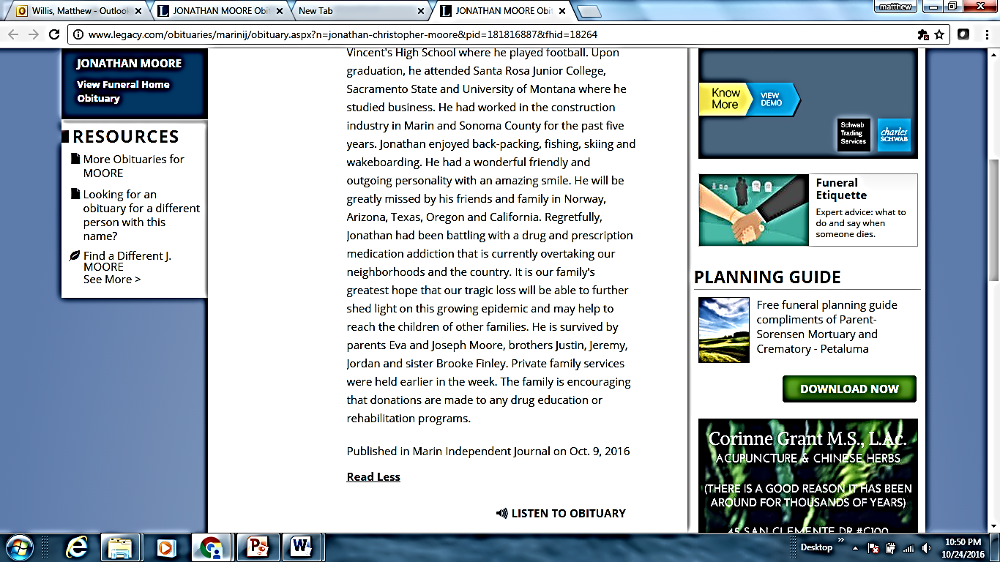 Willis, Matthew - Outlool
JONATHAN MOORE Obit
New Tab
JONATHAN MOORE Obit
matthew
www.legacy.com/obituaries/marinij/obituary.aspx?n=jonathan-christopher-moore&pid=181816887&fhid=18264
JONATHAN MOORE
View Funeral Home
Obituary
RESOURCES
More Obituaries for
MOORE
Looking for an
obituary for a different
person with this
name?
Find a Different J.
MOORE
See More >
Vincent's High School where he played football. Upon
graduation, he attended Santa Rosa Junior College,
Sacramento State and University of Montana where he
studied business. He had worked in the construction
industry in Marin and Sonoma County for the past five
years. Jonathan enjoyed back-packing, fishing, skiing and
wakeboarding. He had a wonderful friendly and
outgoing personality with an amazing smile. He will be
greatly missed by his friends and family in Norway,
Arizona, Texas, Oregon and California. Regretfully,
Jonathan had been battling with a drug and prescription
medication addiction that is currently overtaking our
neighborhoods and the country. It is our family's
greatest hope that our tragic loss will be able to further
shed light on this growing epidemic and may help to
reach the children of other families. He is survived by
parents Eva and Joseph Moore, brothers Justin, Jeremy,
Jordan and sister Brooke Finley. Private family services
were held earlier in the week. The family is encouraging
that donations are made to any drug education or
rehabilitation programs.
Published in Marin Independent Journal on Oct. 9, 2016
Read Less
LISTEN TO OBITUARY
Know
More
VIEW
DEMO
Schwab
Trading
Services
charles
SCHWAB
Funeral
Etiquette
Expert advice: what to
do and say when
someone dies.
PLANNING GUIDE
Free funeral planning guide
compliments of Parent-
Sorensen Mortuary and
Crematory - Petaluma
DOWNLOAD NOW
Corinne Grant M.S., L.Ac.
ACUPUNCTURE & CHINESE HERBS
(THERE IS A GOOD REASON IT HAS BEEN
AROUND FOR THOUSANDS OF YEARS)
45 SAN CLEMENTE DR #C100
Desktop
10:50 PM
10/24/2016